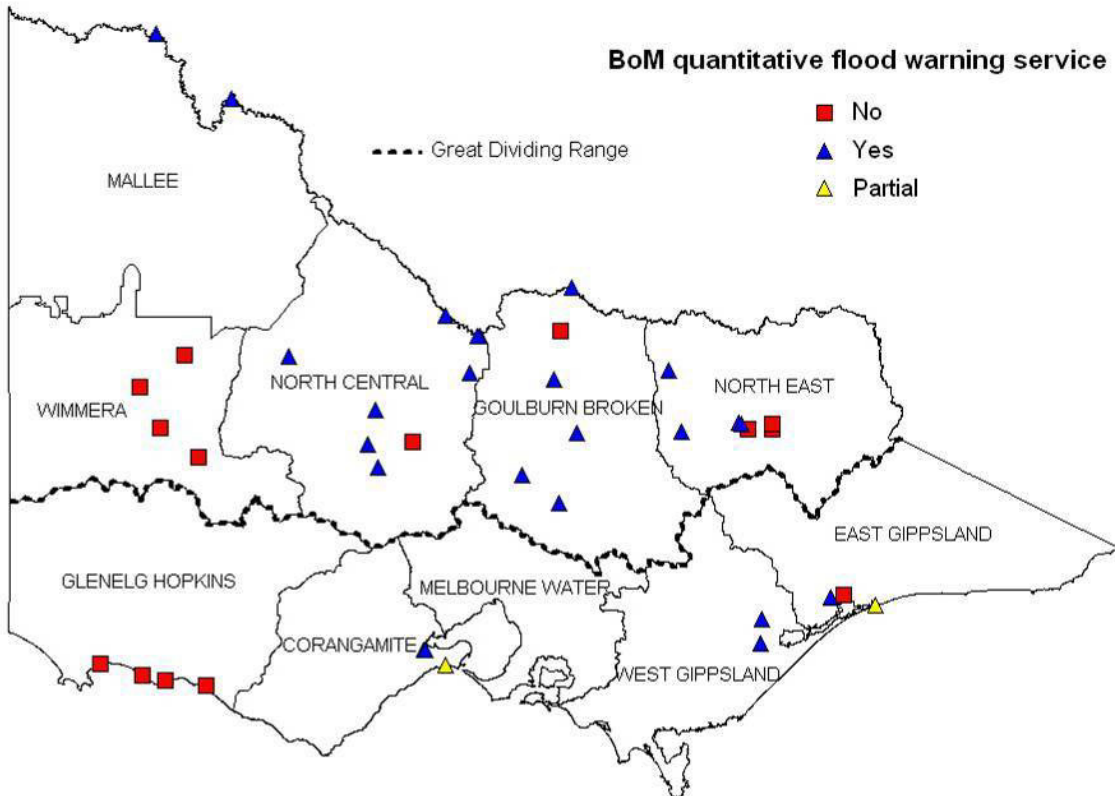 BoM quantitative flood warning service
No
Yes
Partial
Great Dividing Range
MALLEE
NORTH CENTRAL
WIMMERA
GOULBURN BROKEN
NORTH EAST
EAST GIPPSLAND
GLENELG HOPKINS
MELBOURNE WATER
CORANGAMITE
WEST GIPPSLAND